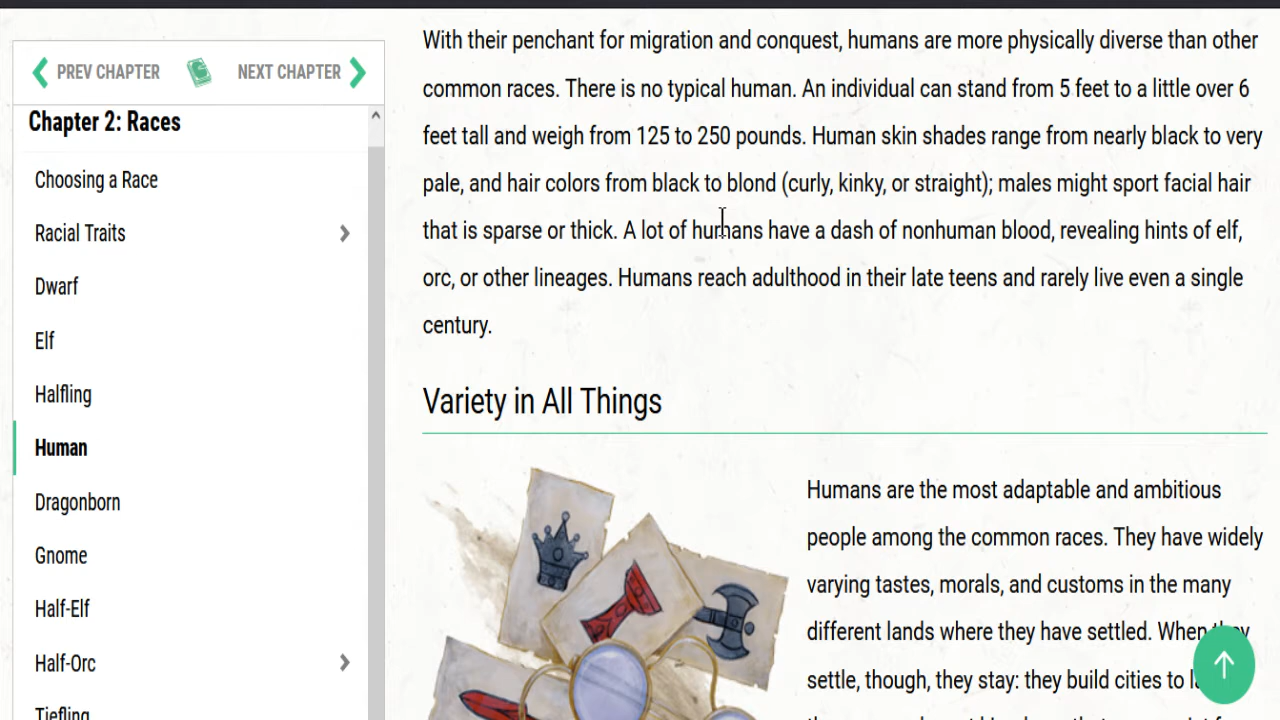 PREV CHAPTER
NEXT CHAPTER
Chapter 2: Races
Choosing a Race
Racial Traits
Dwarf
Elf
Halfling
Human
Dragonborn
Gnome
Half-Elf
Half-Orc
Tiefling
With their penchant for migration and conquest, humans are more physically diverse than other
common races. There is no typical human. An individual can stand from 5 feet to a little over 6
feet tall and weigh from 125 to 250 pounds. Human skin shades range from nearly black to very
pale, and hair colors from black to blond (curly, kinky, or straight); males might sport facial hair
that is sparse or thick. A lot of humans have a dash of nonhuman blood, revealing hints of elf,
orc, or other lineages. Humans reach adulthood in their late teens and rarely live even a single
century.
Variety in All Things
Humans are the most adaptable and ambitious
people among the common races. They have widely
varying tastes, morals, and customs in the many
different lands where they have settled. When they
settle, though, they stay: they build cities to